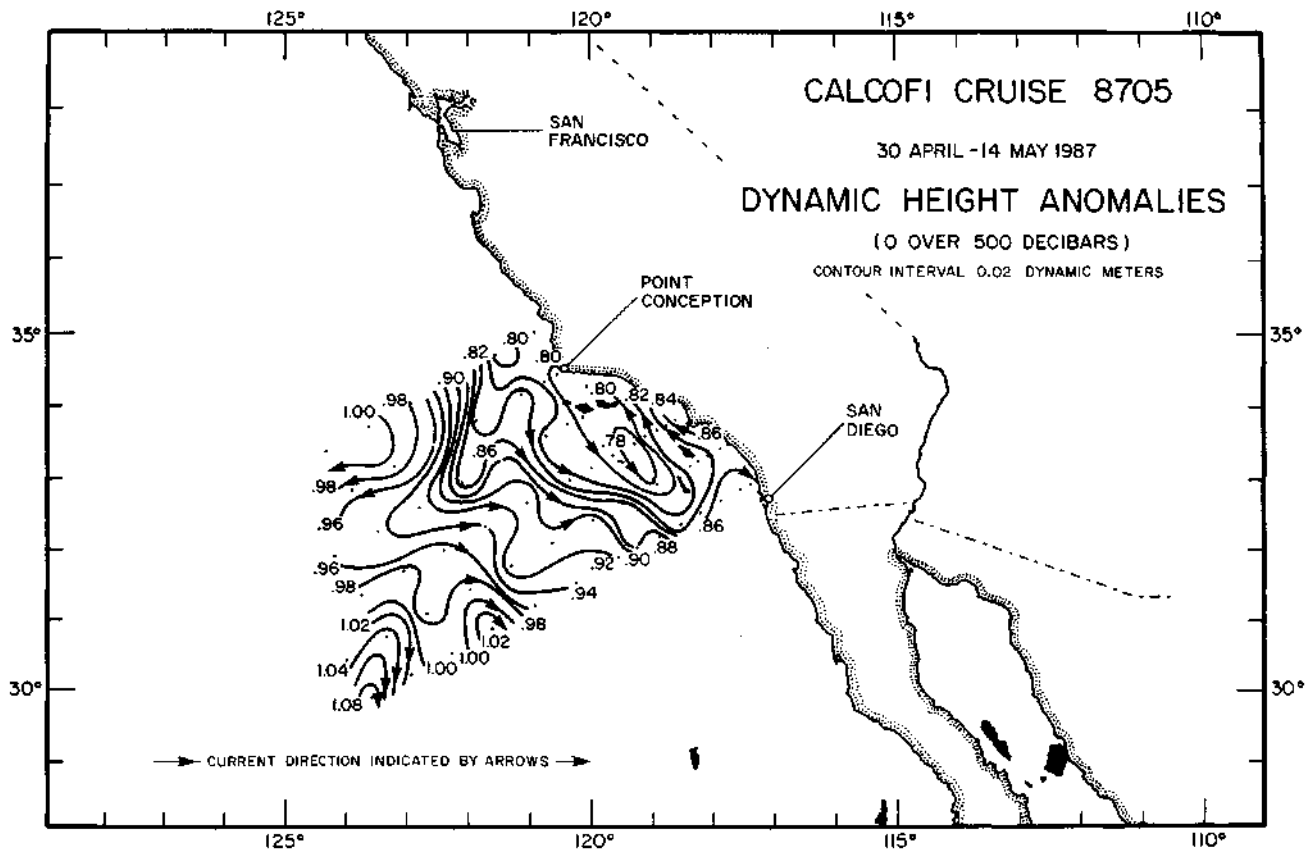 125° 120° 115° 110°
CALCOFI CRUISE 8705
30 APRIL - 14 MAY 1987
DYNAMIC HEIGHT ANOMALIES
(0 OVER 500 DECIBARS)
CONTOUR INTERVAL 0.02 DYNAMIC METERS
SAN
FRANCISCO
POINT
CONCEPTION
SAN
DIEGO
35° 35°
.80
.82
.80
.90
.98
1.00
.80
.82
.84
.86
.78
.86
.98
.96
.86
.88
.90
.92
.96
.98
.94
.98
1.02
1.02
1.00
1.00
1.04
1.08
30° 30°
CURRENT DIRECTION INDICATED BY ARROWS
125° 120° 115° 110°